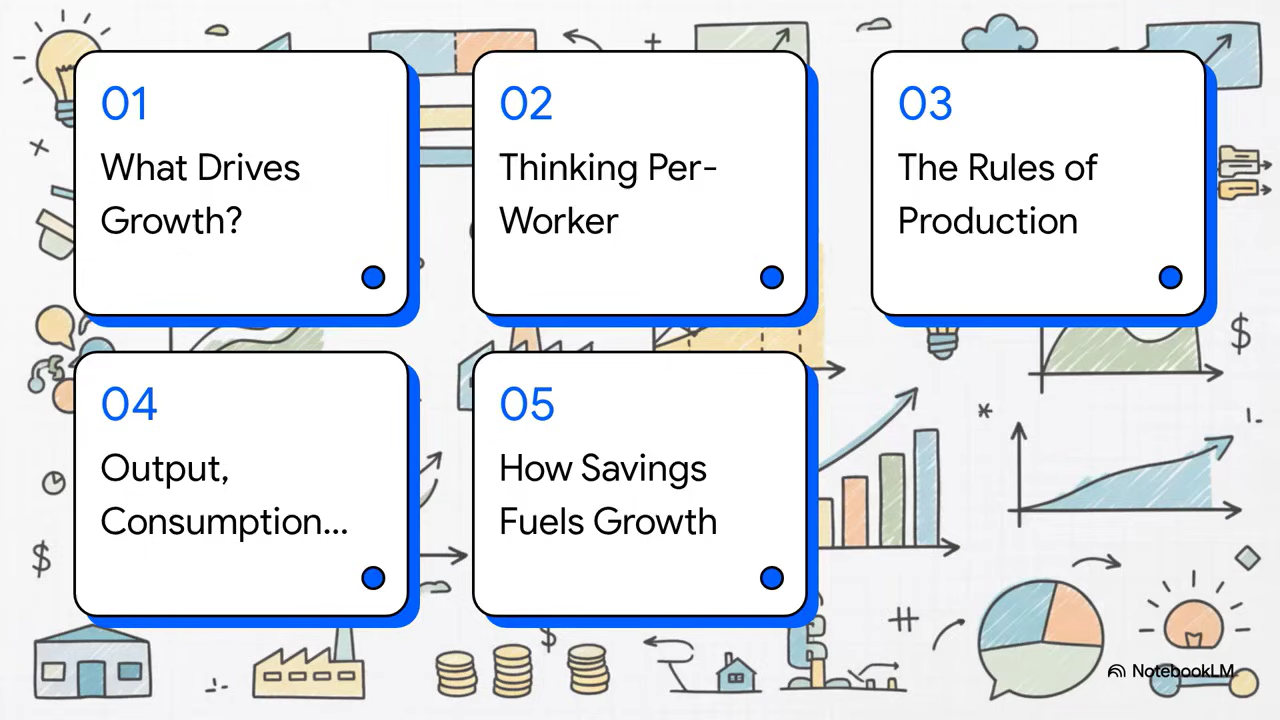 01
What Drives
Growth?
02
Thinking Per-
Worker
03
The Rules of
Production
04
Output,
Consumption...
05
How Savings
Fuels Growth
NotebookLM